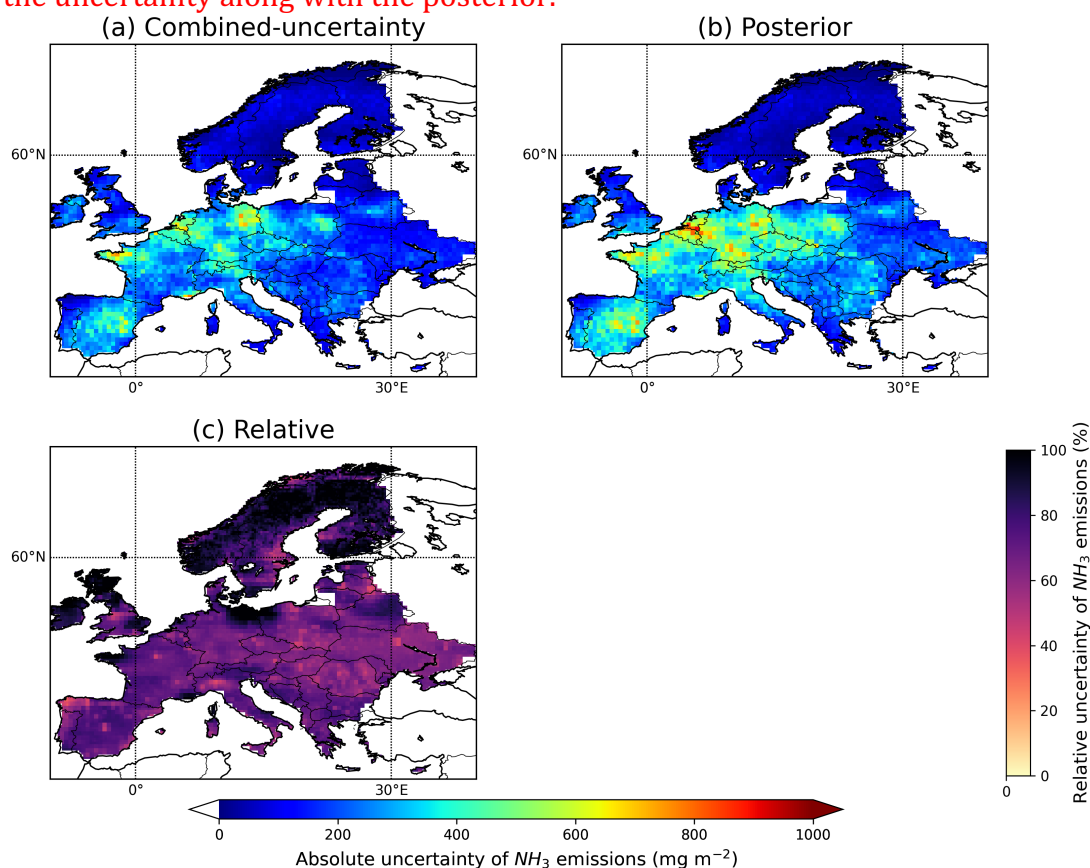 the uncertainty along with the posterior.
(a) Combined-uncertainty
(b) Posterior
60°N
60°N
0°
30°E
0°
30°E
(c) Relative
60°N
0°
30°E
100
80
60
40
20
0
0
Relative uncertainty of NH₃ emissions (%)
0 200 400 600 800 1000
Absolute uncertainty of NH₃ emissions (mg m⁻²)